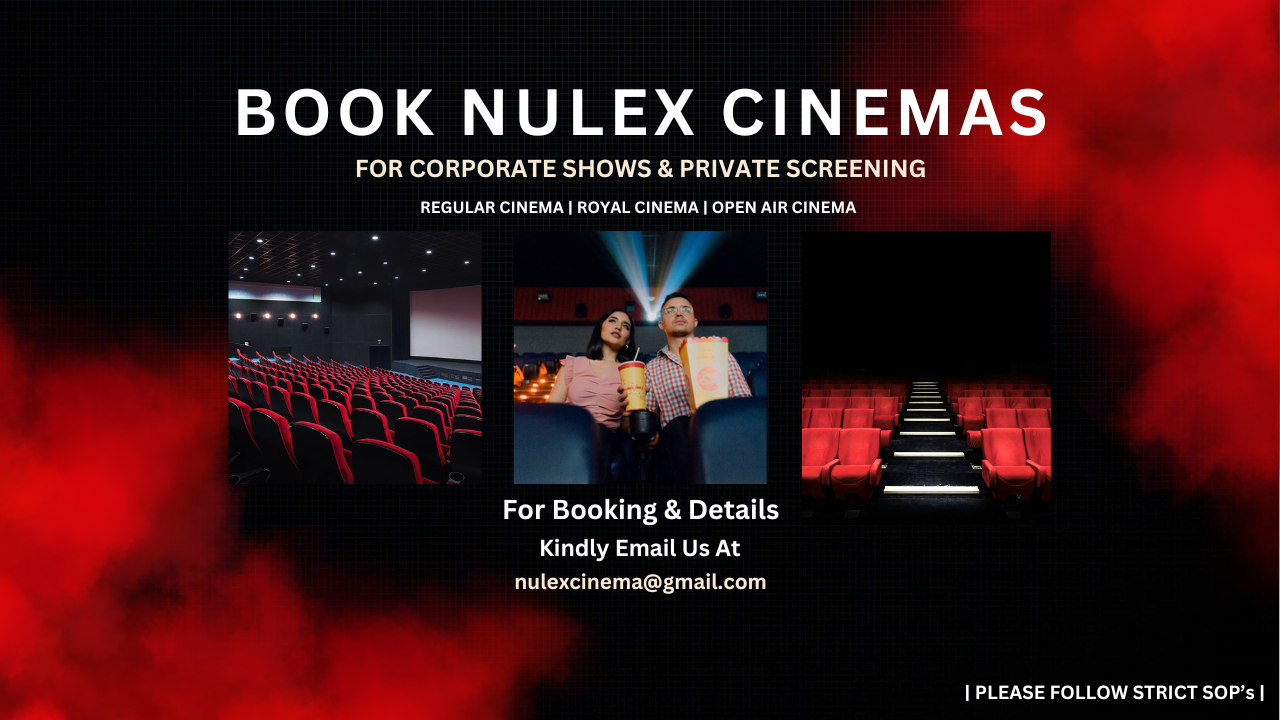 BOOK NULEX CINEMAS
FOR CORPORATE SHOWS & PRIVATE SCREENING
REGULAR CINEMA | ROYAL CINEMA | OPEN AIR CINEMA
For Booking & Details
Kindly Email Us At
nulexcinema@gmail.com
| PLEASE FOLLOW STRICT SOP’s |